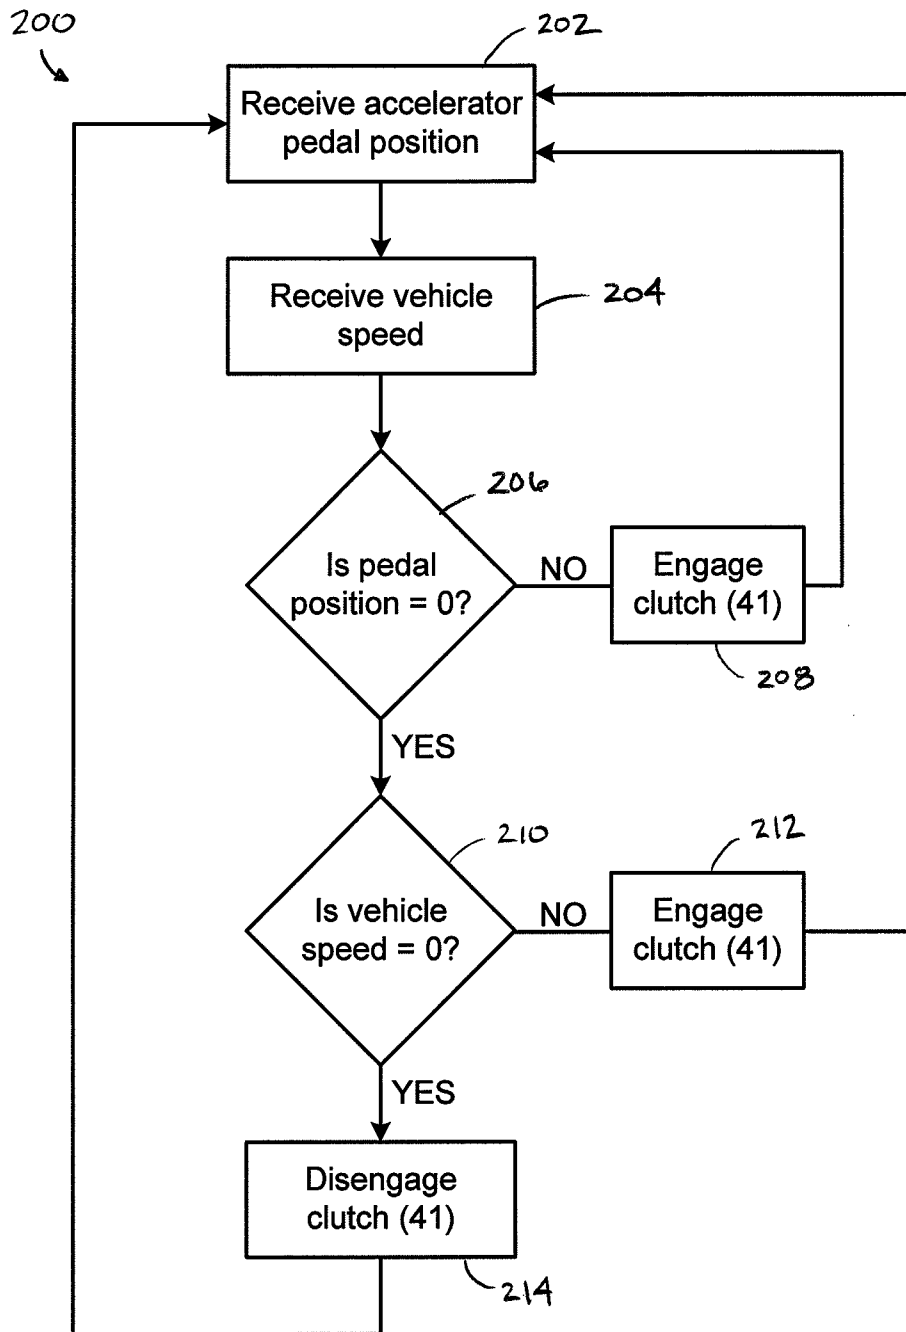 200
202
Receive accelerator
pedal position
Receive vehicle
speed
204
206
Is pedal
position = 0?
NO
Engage
clutch (41)
208
YES
210
212
Is vehicle
speed = 0?
NO
Engage
clutch (41)
YES
Disengage
clutch (41)
214